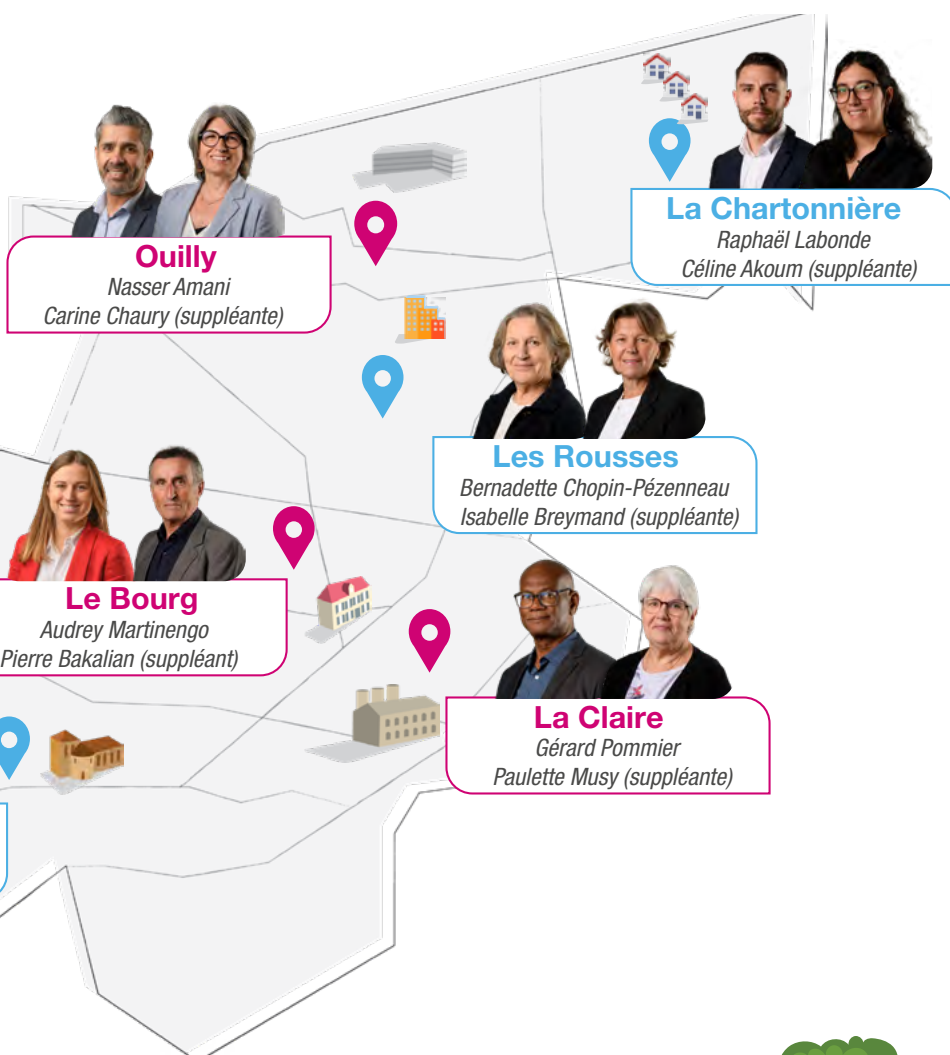 La Chartonnière
Raphaël Labonde
Céline Akoum (suppléante)
Ouilly
Nasser Amani
Carine Chaury (suppléante)
Les Rousses
Bernadette Chopin-Pézenneau
Isabelle Breymand (suppléante)
Le Bourg
Audrey Martinengo
Pierre Bakalian (suppléant)
La Claire
Gérard Pommier
Paulette Musy (suppléante)